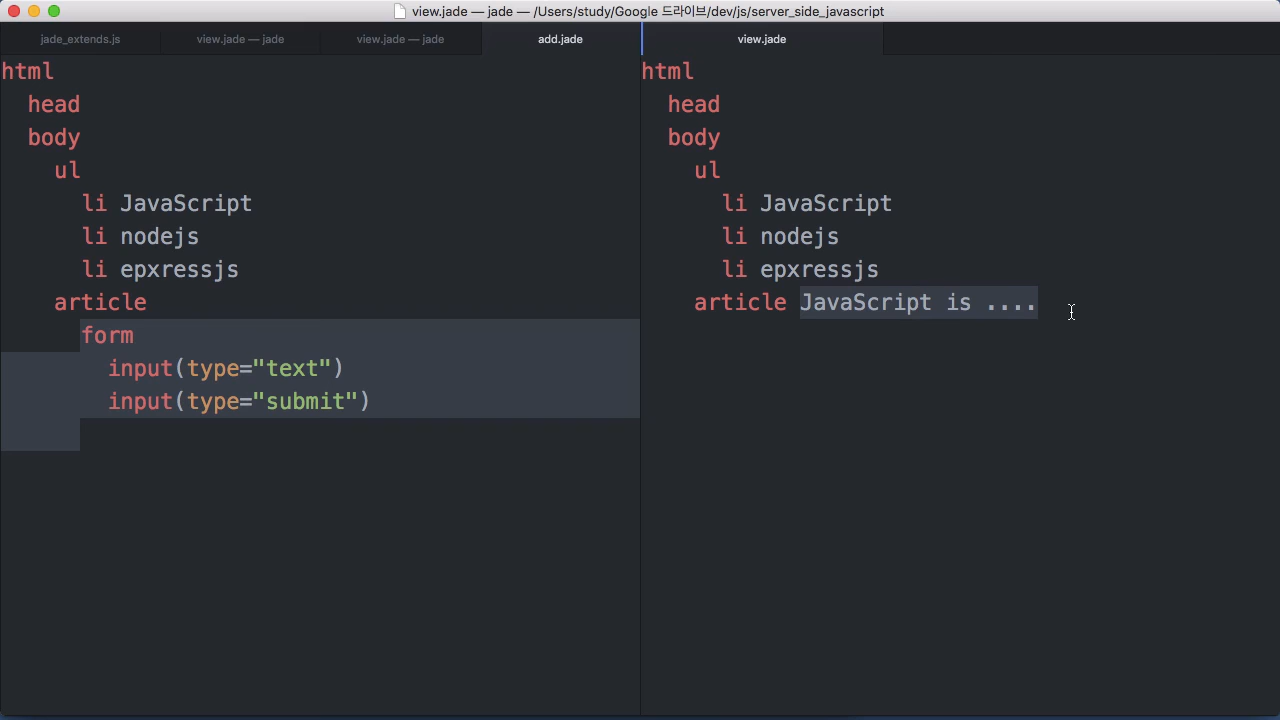 view.jade — jade — /Users/study/Google 드라이브/dev/js/server_side_javascript
jade_extends.js
view.jade — jade
view.jade — jade
add.jade
view.jade
html
head
body
ul
li JavaScript
li nodejs
li epxressjs
article
form
input(type="text")
input(type="submit")
html
head
body
ul
li JavaScript
li nodejs
li epxressjs
article JavaScript is ....